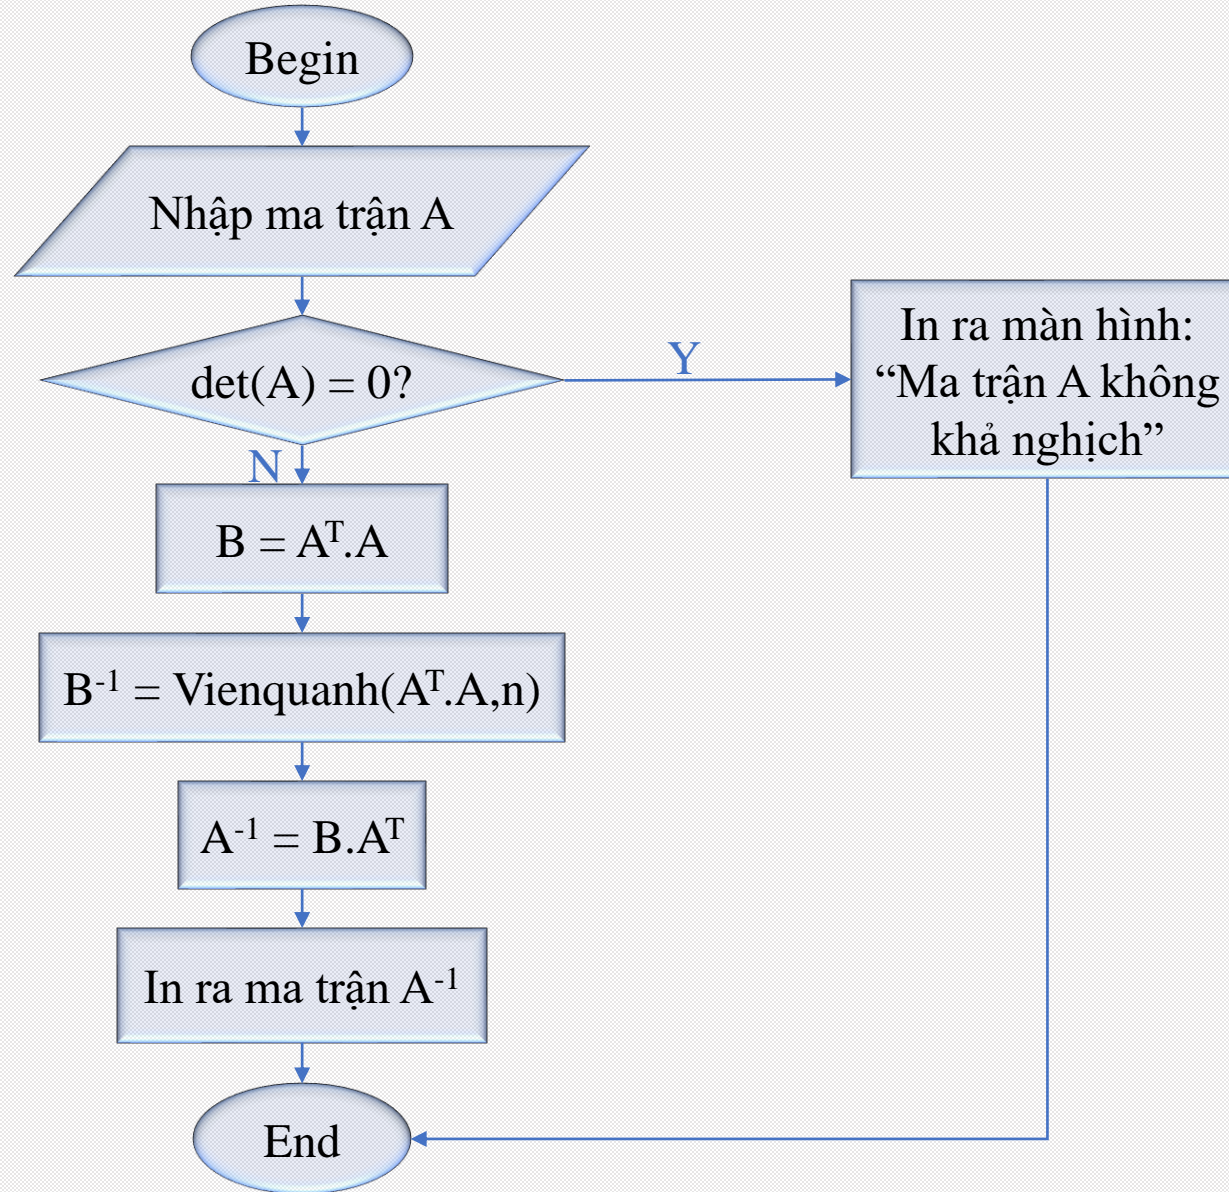 Begin
Nhập ma trận A
det(A) = 0?
Y
In ra màn hình:
“Ma trận A không
khả nghịch”
N
B = Aᵀ.A
B⁻¹ = Vienquanh(Aᵀ.A,n)
A⁻¹ = B.Aᵀ
In ra ma trận A⁻¹
End